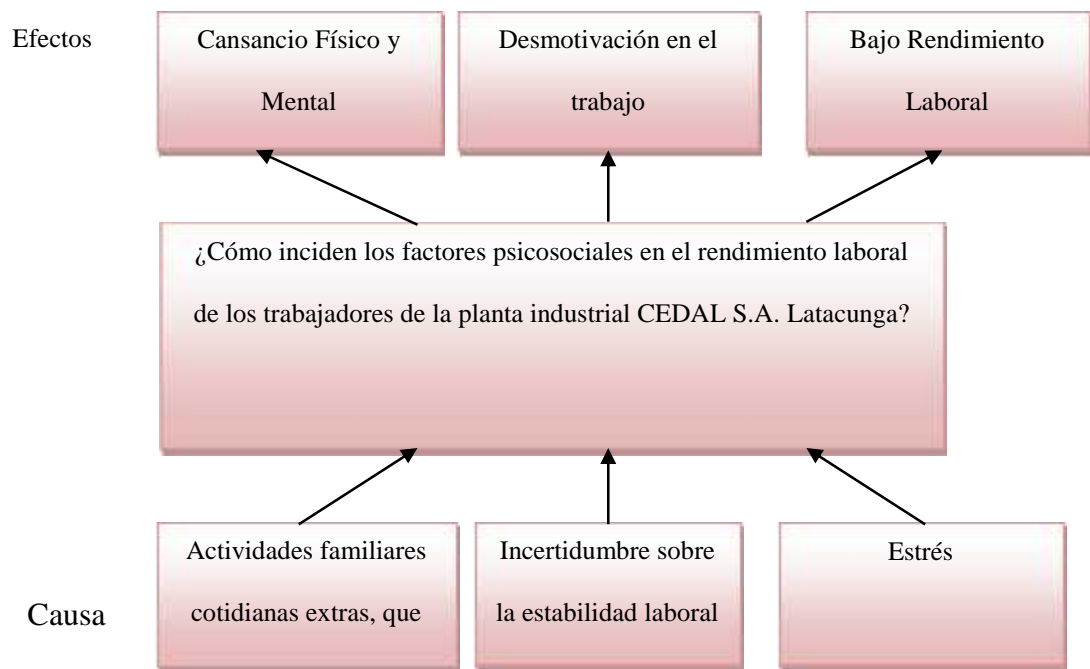 Efectos
Cansancio Físico y
Mental
Desmotivación en el
trabajo
Bajo Rendimiento
Laboral
¿Cómo inciden los factores psicosociales en el rendimiento laboral
de los trabajadores de la planta industrial CEDAL S.A. Latacunga?
Actividades familiares
cotidianas extras, que
Incertidumbre sobre
la estabilidad laboral
Estrés
Causa